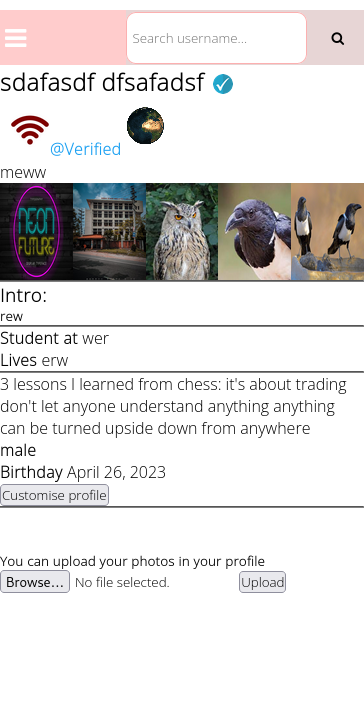 Search username...
sdafasdf dfsafadsf
@Verified
meww
NEON
FUTURE
Intro:
rew
Student at wer
Lives erw
3 lessons I learned from chess: it's about trading
don't let anyone understand anything anything
can be turned upside down from anywhere
male
Birthday April 26, 2023
Customise profile
You can upload your photos in your profile
Browse... No file selected. Upload